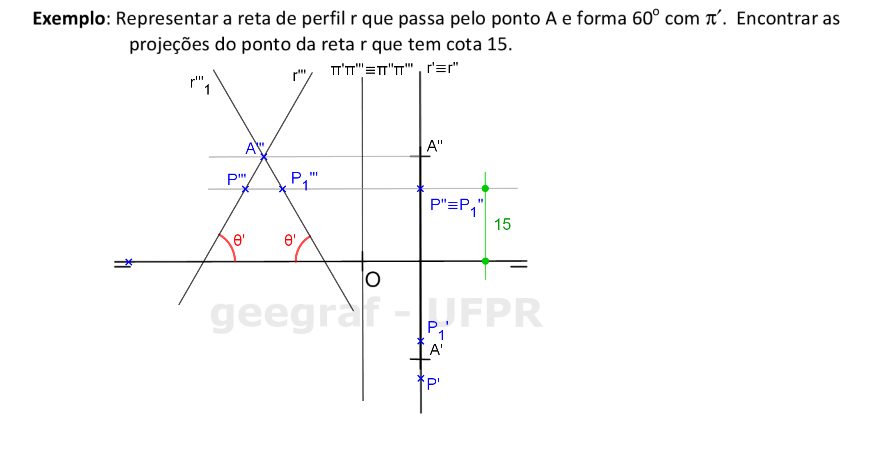 Exemplo: Representar a reta de perfil r que passa pelo ponto A e forma 60º com π′. Encontrar as
projeções do ponto da reta r que tem cota 15.
r'''₁ r''' π'π'''≡π''π''' r'≡r''
A''' A''
P''' P₁''' P''≡P₁''
15
θ' θ'
O
geegraf - UFPR
P₁'
A'
P'